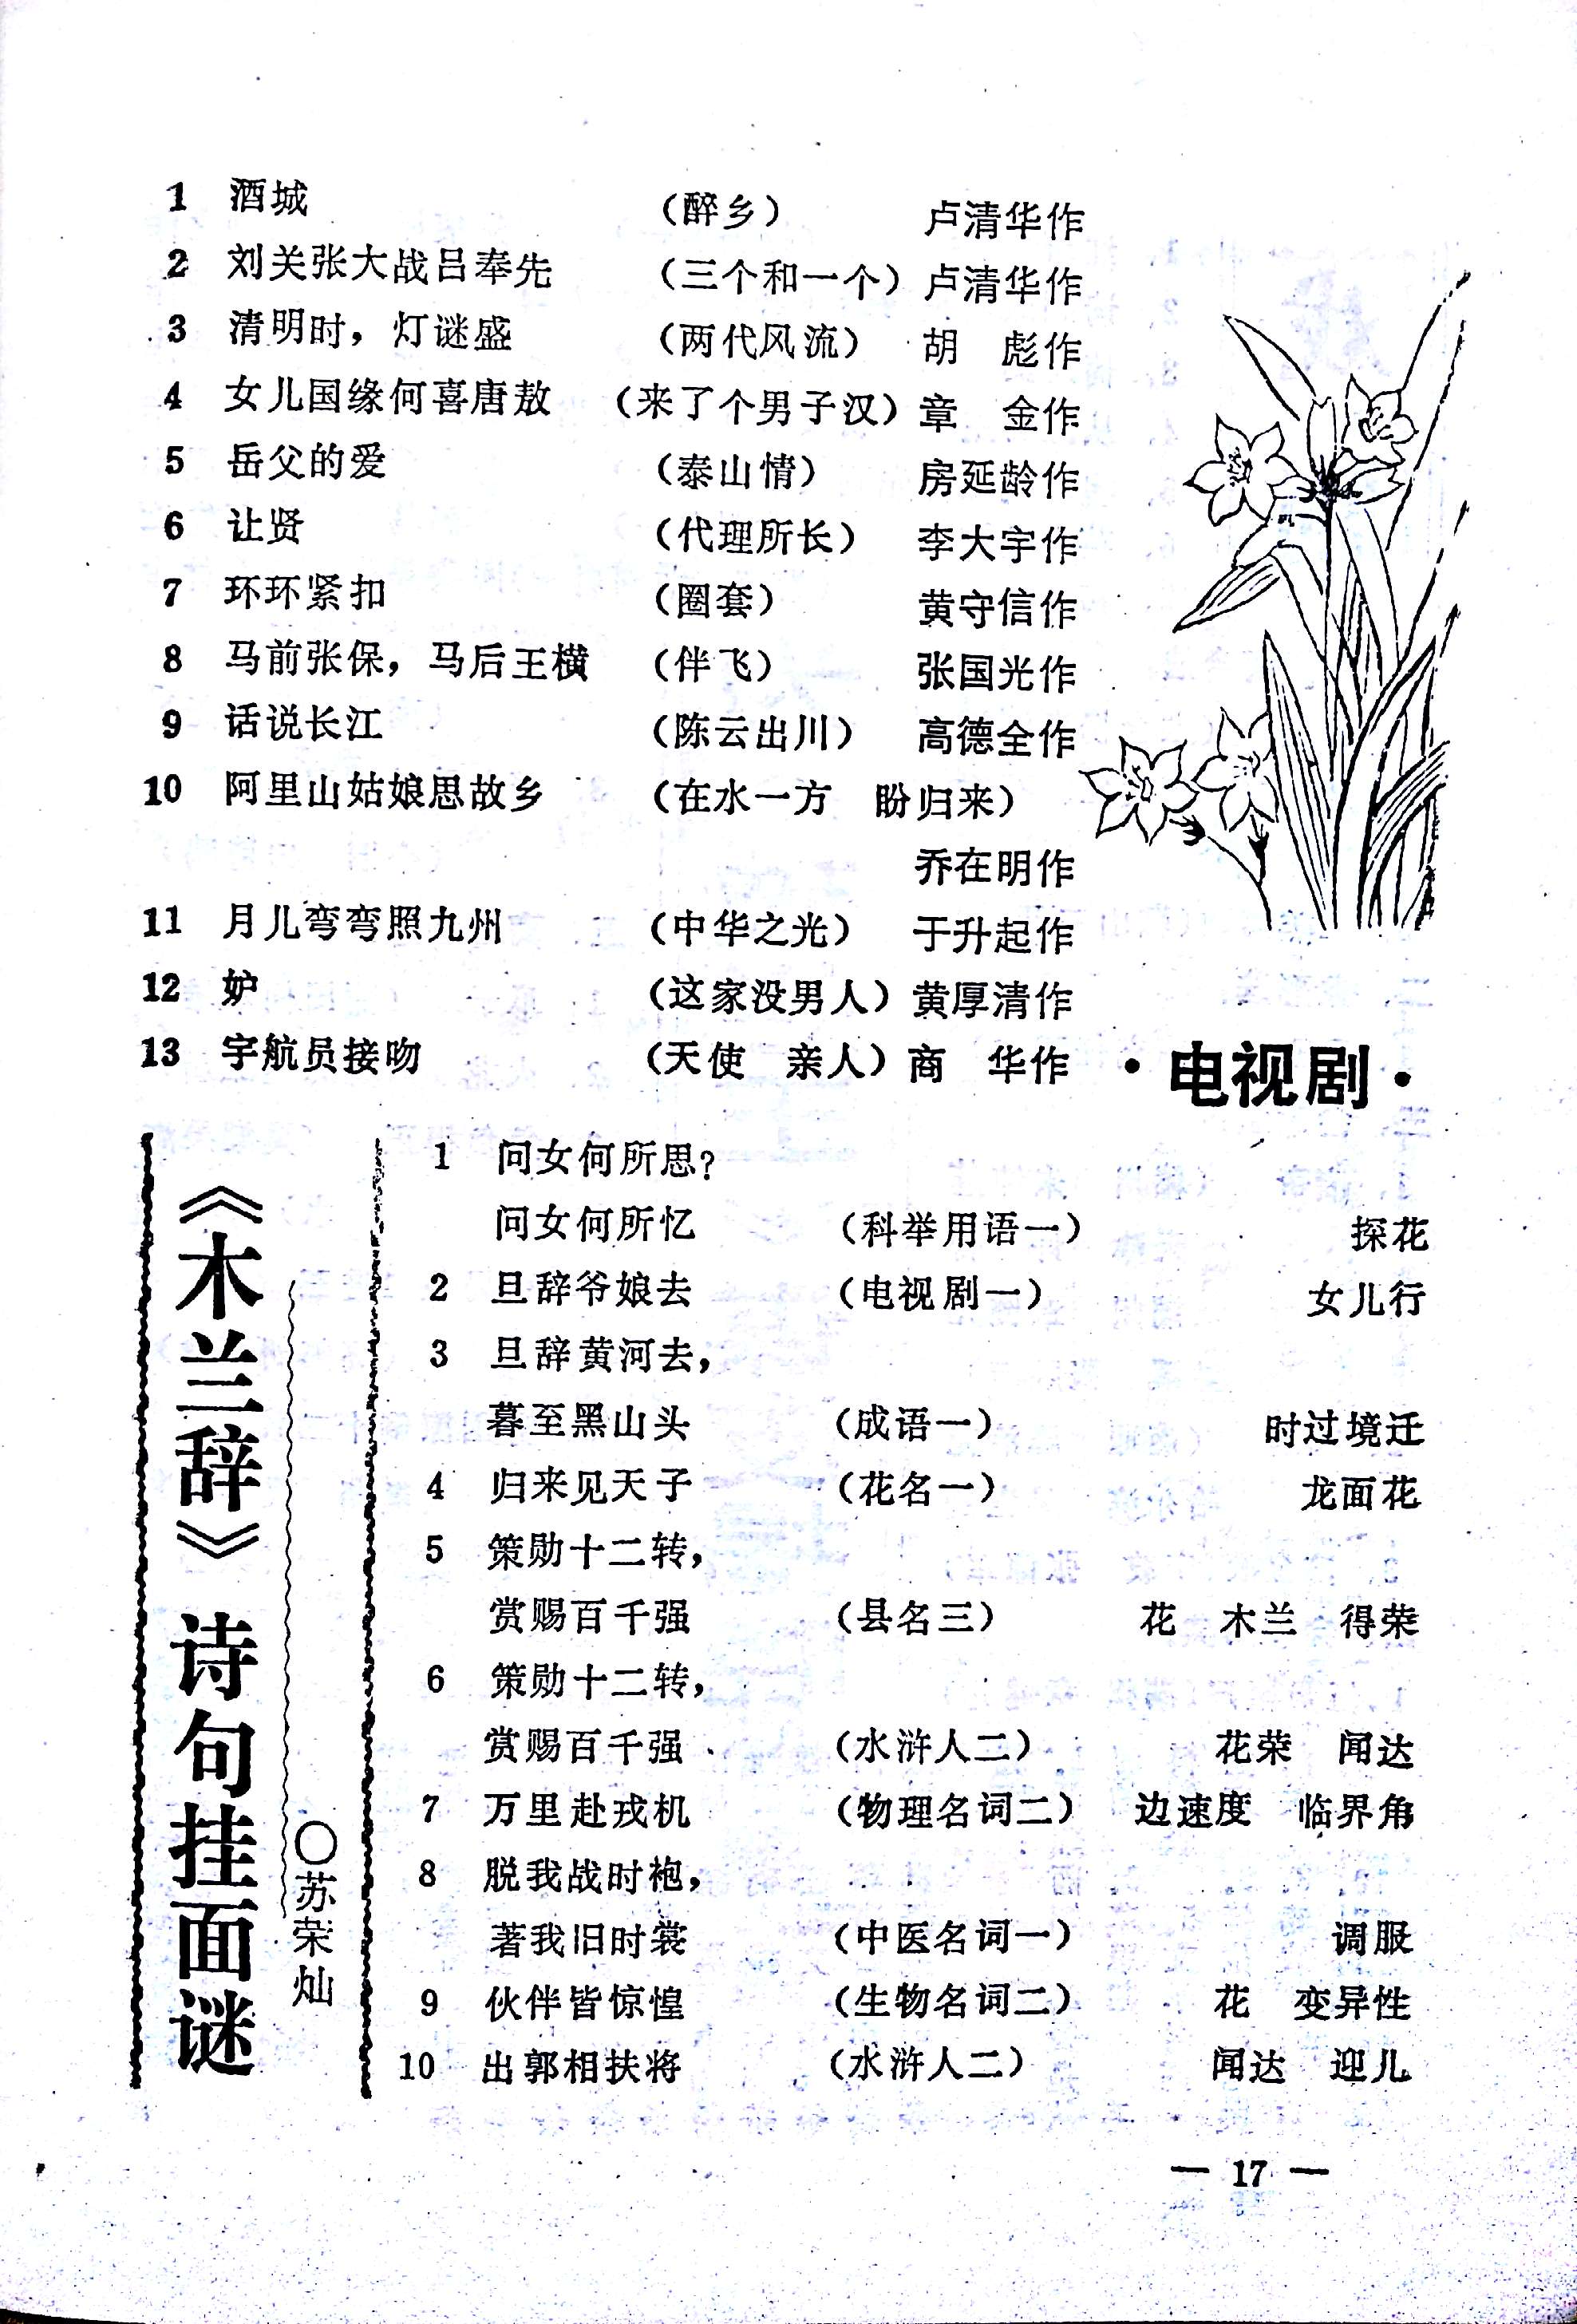 1 酒城 （醉乡） 卢清华作
2 刘关张大战吕奉先 （三个和一个） 卢清华作
3 清明时，灯谜盛 （两代风流） 胡 彪作
4 女儿国缘何喜唐敖 （来了个男子汉） 章 金作
5 岳父的爱 （泰山情） 房延龄作
6 让贤 （代理所长） 李大宇作
7 环环紧扣 （圈套） 黄守信作
8 马前张保，马后王横 （伴飞） 张国光作
9 话说长江 （陈云出川） 高德全作
10 阿里山姑娘思故乡 （在水一方 盼归来）
乔在明作
11 月儿弯弯照九州 （中华之光） 于升起作
12 妒 （这家没男人） 黄厚清作
13 宇航员接吻 （天使 亲人） 商 华作
·电视剧·
《木兰辞》诗句挂面谜
○苏荣灿
1 问女何所思？
问女何所忆 （科举用语一） 探花
2 旦辞爷娘去 （电视剧一） 女儿行
3 旦辞黄河去，
暮至黑山头 （成语一） 时过境迁
4 归来见天子 （花名一） 龙面花
5 策勋十二转，
赏赐百千强 （县名三） 花 木兰 得荣
6 策勋十二转，
赏赐百千强 （水浒人二） 花荣 闻达
7 万里赴戎机 （物理名词二） 边速度 临界角
8 脱我战时袍，
著我旧时裳 （中医名词一） 调服
9 伙伴皆惊惶 （生物名词二） 花 变异性
10 出郭相扶将 （水浒人二） 闻达 迎儿
— 17 —